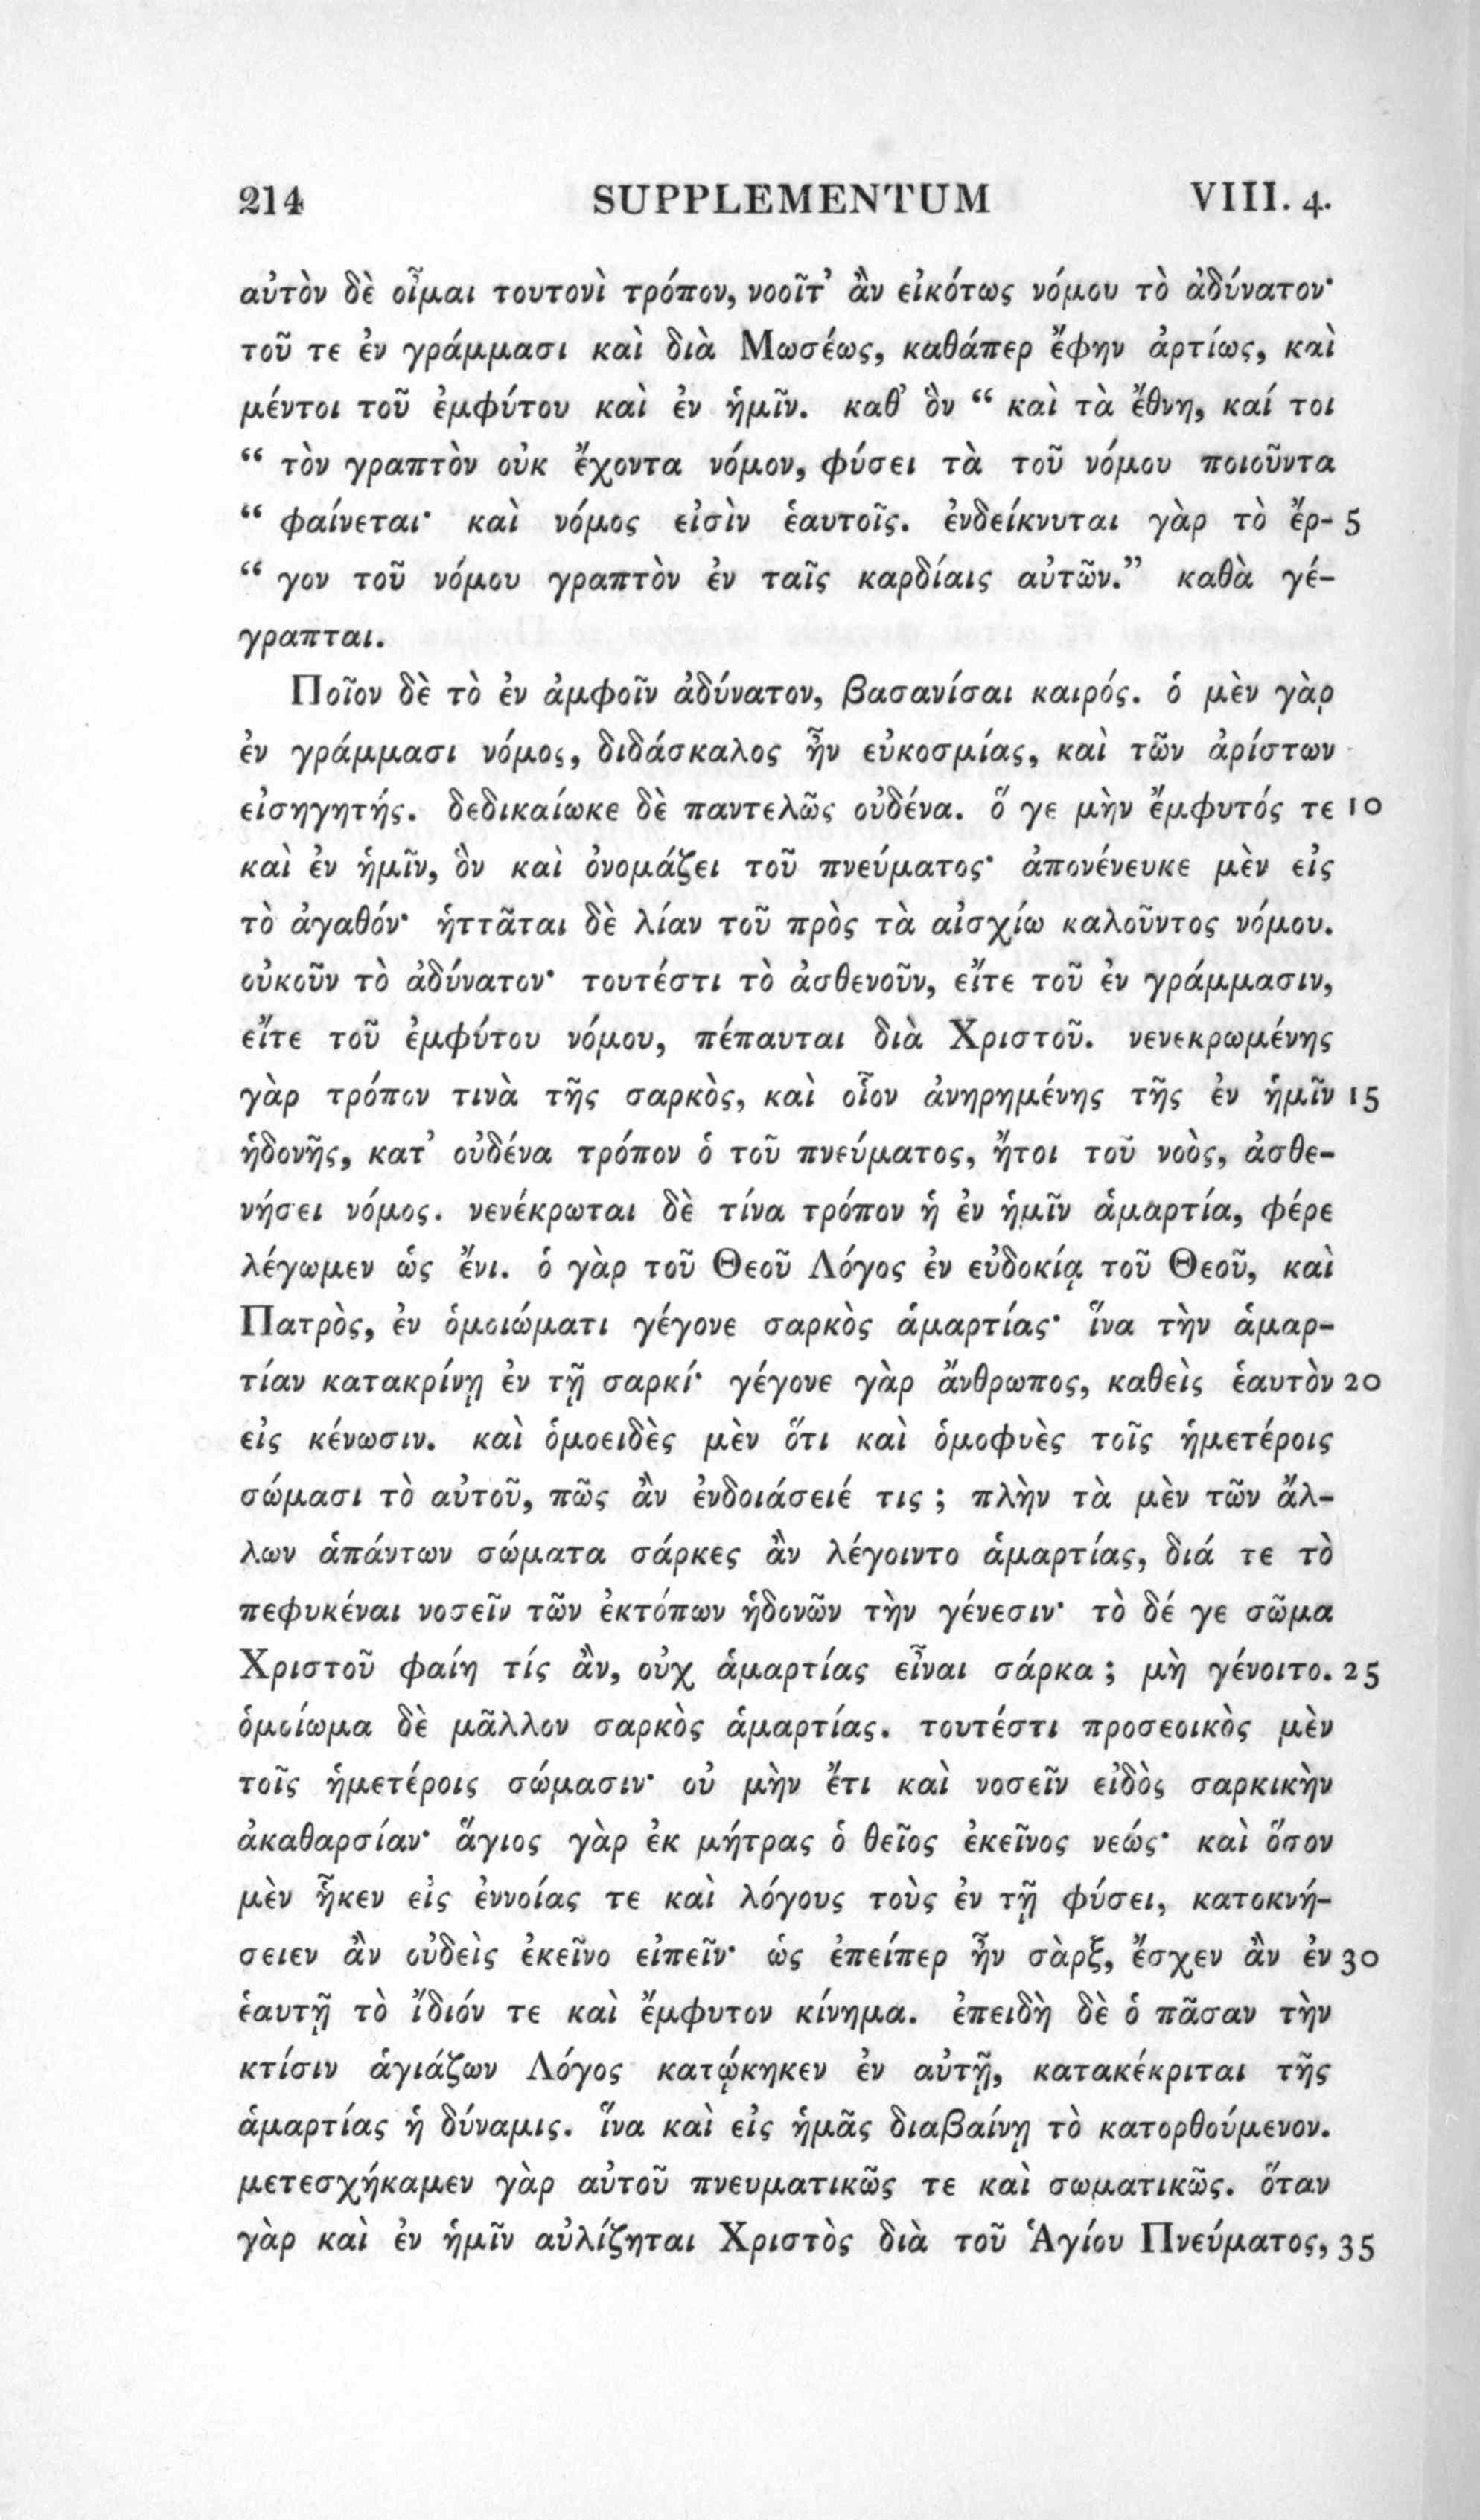 214 SUPPLEMENTUM VIII. 4.
αὐτὸν δὲ οἶμαι τουτονὶ τρόπον, νοοῖτ’ ἂν εἰκότως νόμου τὸ ἀδύνατον·
τοῦ τε ἐν γράμμασι καὶ διὰ Μωσέως, καθάπερ ἔφην ἀρτίως, καὶ
μέντοι τοῦ ἐμφύτου καὶ ἐν ἡμῖν. καθ’ ὃν “ καὶ τὰ ἔθνη, καί τοι
“ τὸν γραπτὸν οὐκ ἔχοντα νόμον, φύσει τὰ τοῦ νόμου ποιοῦντα
“ φαίνεται· καὶ νόμος εἰσὶν ἑαυτοῖς. ἐνδείκνυται γὰρ τὸ ἔρ- 5
“ γον τοῦ νόμου γραπτὸν ἐν ταῖς καρδίαις αὐτῶν.” καθὰ γέ-
γραπται.
Ποῖον δὲ τὸ ἐν ἀμφοῖν ἀδύνατον, βασανίσαι καιρός. ὁ μὲν γὰρ
ἐν γράμμασι νόμος, διδάσκαλος ἦν εὐκοσμίας, καὶ τῶν ἀρίστων
εἰσηγητής. δεδικαίωκε δὲ παντελῶς οὐδένα. ὅ γε μὴν ἔμφυτός τε 10
καὶ ἐν ἡμῖν, ὃν καὶ ὀνομάζει τοῦ πνεύματος· ἀπονένευκε μὲν εἰς
τὸ ἀγαθόν· ἡττᾶται δὲ λίαν τοῦ πρὸς τὰ αἰσχίω καλοῦντος νόμου.
οὐκοῦν τὸ ἀδύνατον· τουτέστι τὸ ἀσθενοῦν, εἴτε τοῦ ἐν γράμμασιν,
εἴτε τοῦ ἐμφύτου νόμου, πέπαυται διὰ Χριστοῦ. νενεκρωμένης
γὰρ τρόπον τινὰ τῆς σαρκὸς, καὶ οἷον ἀνηρημένης τῆς ἐν ἡμῖν 15
ἡδονῆς, κατ’ οὐδένα τρόπον ὁ τοῦ πνεύματος, ἤτοι τοῦ νοὸς, ἀσθε-
νήσει νόμος. νενέκρωται δὲ τίνα τρόπον ἡ ἐν ἡμῖν ἁμαρτία, φέρε
λέγωμεν ὡς ἔνι. ὁ γὰρ τοῦ Θεοῦ Λόγος ἐν εὐδοκίᾳ τοῦ Θεοῦ, καὶ
Πατρὸς, ἐν ὁμοιώματι γέγονε σαρκὸς ἁμαρτίας· ἵνα τὴν ἁμαρ-
τίαν κατακρίνῃ ἐν τῇ σαρκί· γέγονε γὰρ ἄνθρωπος, καθεὶς ἑαυτὸν 20
εἰς κένωσιν. καὶ ὁμοειδὲς μὲν ὅτι καὶ ὁμοφυὲς τοῖς ἡμετέροις
σώμασι τὸ αὐτοῦ, πῶς ἂν ἐνδοιάσειέ τις ; πλὴν τὰ μὲν τῶν ἄλ-
λων ἁπάντων σώματα σάρκες ἂν λέγοιντο ἁμαρτίας, διά τε τὸ
πεφυκέναι νοσεῖν τῶν ἐκτόπων ἡδονῶν τὴν γένεσιν· τὸ δέ γε σῶμα
Χριστοῦ φαίη τίς ἂν, οὐχ ἁμαρτίας εἶναι σάρκα ; μὴ γένοιτο. 25
ὁμοίωμα δὲ μᾶλλον σαρκὸς ἁμαρτίας. τουτέστι προσεοικὸς μὲν
τοῖς ἡμετέροις σώμασιν· οὐ μὴν ἔτι καὶ νοσεῖν εἰδὸς σαρκικὴν
ἀκαθαρσίαν· ἅγιος γὰρ ἐκ μήτρας ὁ θεῖος ἐκεῖνος νεώς· καὶ ὅσον
μὲν ἧκεν εἰς ἐννοίας τε καὶ λόγους τοὺς ἐν τῇ φύσει, κατοκνή-
σειεν ἂν οὐδεὶς ἐκεῖνο εἰπεῖν· ὡς ἐπείπερ ἦν σὰρξ, ἔσχεν ἂν ἐν 30
ἑαυτῇ τὸ ἴδιόν τε καὶ ἔμφυτον κίνημα. ἐπειδὴ δὲ ὁ πᾶσαν τὴν
κτίσιν ἁγιάζων Λόγος κατῴκηκεν ἐν αὐτῇ, κατακέκριται τῆς
ἁμαρτίας ἡ δύναμις. ἵνα καὶ εἰς ἡμᾶς διαβαίνῃ τὸ κατορθούμενον.
μετεσχήκαμεν γὰρ αὐτοῦ πνευματικῶς τε καὶ σωματικῶς. ὅταν
γὰρ καὶ ἐν ἡμῖν αὐλίζηται Χριστὸς διὰ τοῦ Ἁγίου Πνεύματος, 35